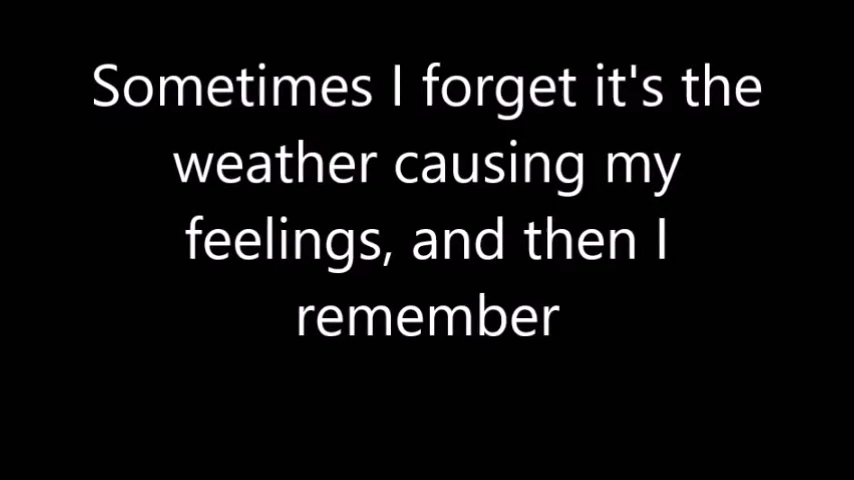 Sometimes I forget it's the
weather causing my
feelings, and then I
remember